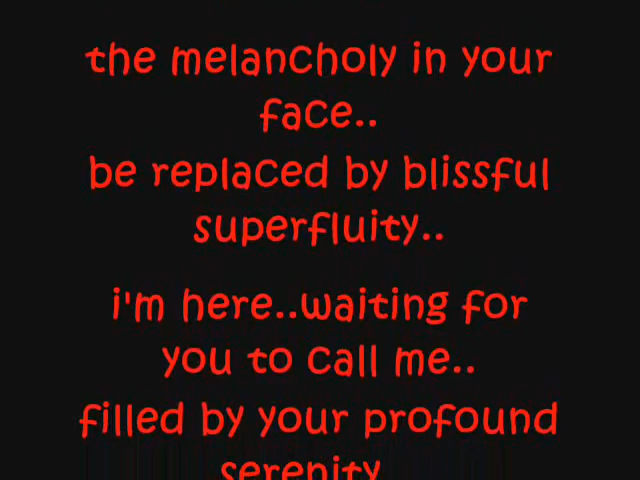 the melancholy in your
face..
be replaced by blissful
superfluity..
i'm here..waiting for
you to call me..
filled by your profound
serenity